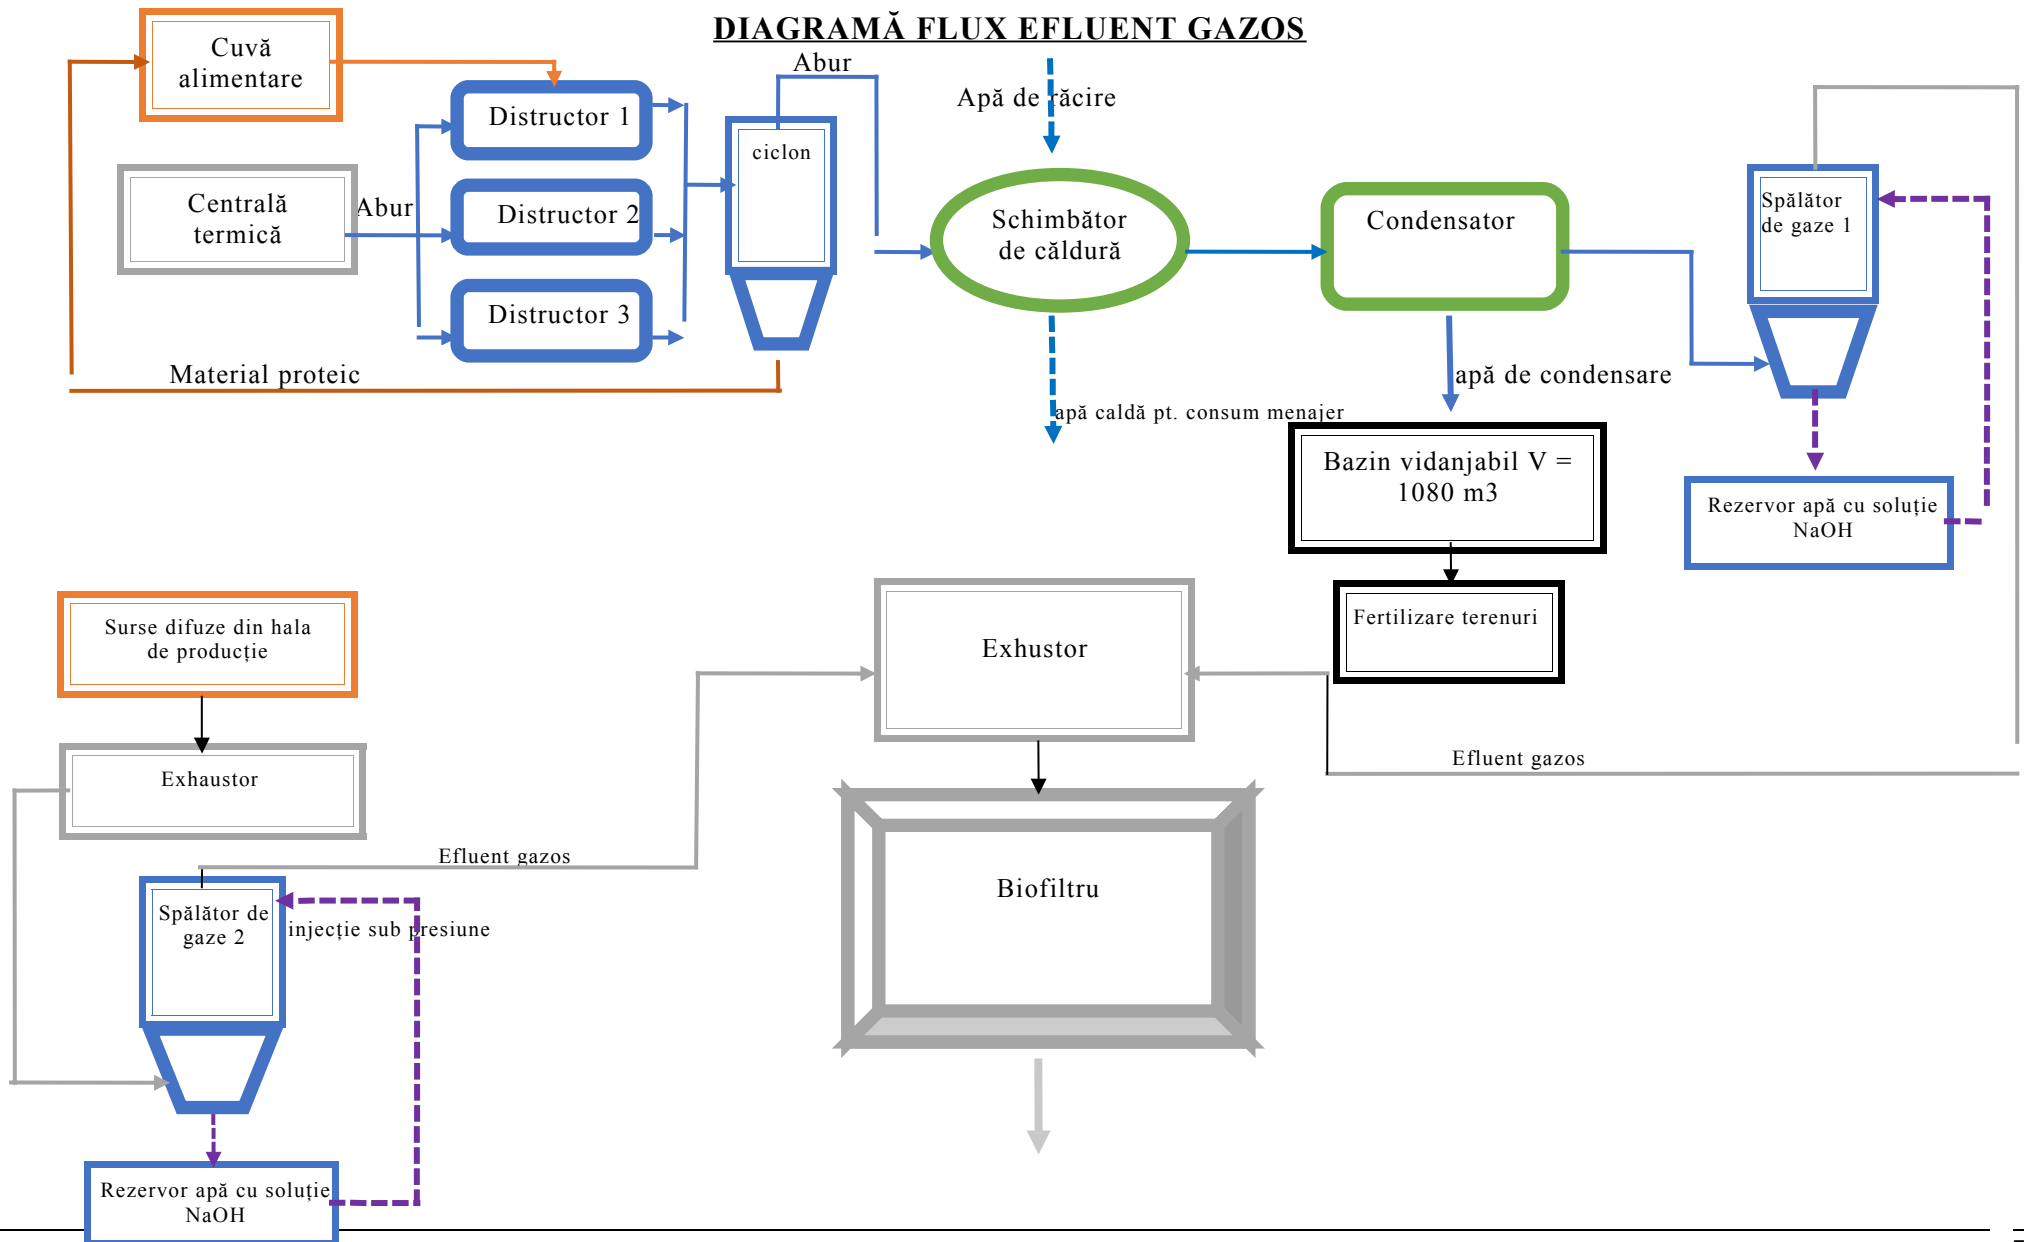 DIAGRAMĂ FLUX EFLUENT GAZOS
Cuvă
alimentare
Abur
Apă de răcire
Distructor 1
ciclon
Centrală
termică
Abur
Distructor 2
Schimbător
de căldură
Condensator
Spălător
de gaze 1
Distructor 3
Material proteic
apă de condensare
apă caldă pt. consum menajer
Bazin vidanjabil V =
1080 m3
Rezervor apă cu soluție
NaOH
Surse difuze din hala
de producție
Exhustor
Fertilizare terenuri
Exhaustor
Efluent gazos
Efluent gazos
Spălător de
gaze 2
injecție sub presiune
Biofiltru
Rezervor apă cu soluție
NaOH